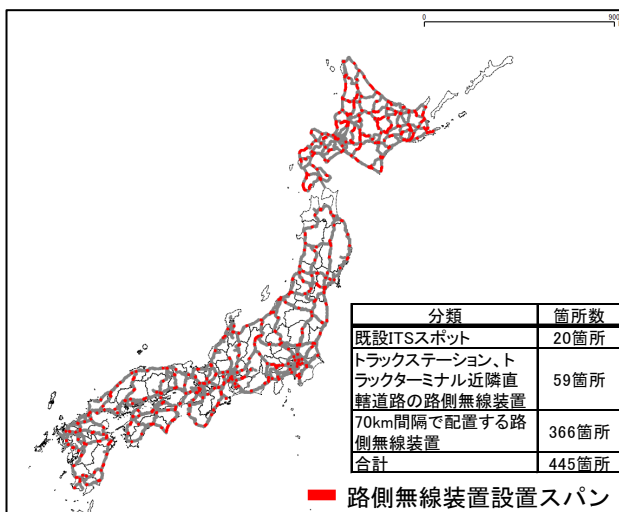 0 900
分類 箇所数
既設ITSスポット 20箇所
トラックステーション、ト
ラックターミナル近隣直
轄道路の路側無線装置 59箇所
70km間隔で配置する路
側無線装置 366箇所
合計 445箇所
路側無線装置設置スパン